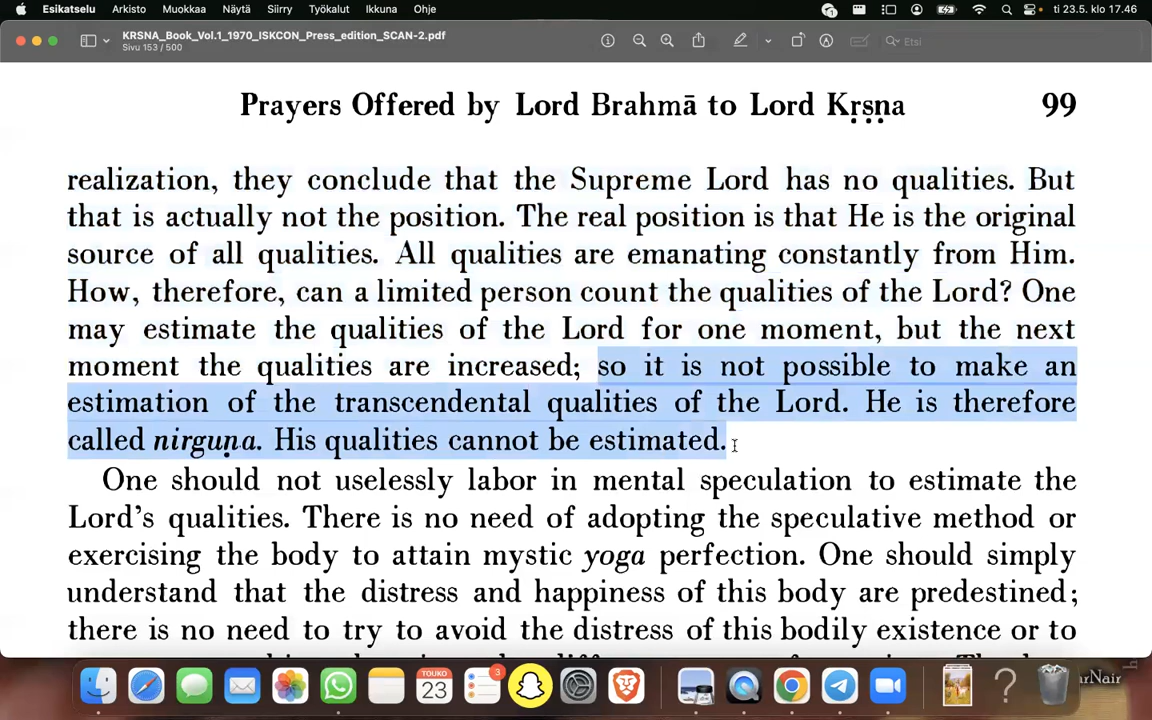 Esikatselu Arkisto Muokkaa Näytä Siirry Työkalut Ikkuna Ohje ti 23.5. klo 17.46
KRSNA_Book_Vol.1_1970_ISKCON_Press_edition_SCAN-2.pdf
Sivu 153 / 500
Etsi
Prayers Offered by Lord Brahmā to Lord Kṛṣṇa 99
realization, they conclude that the Supreme Lord has no qualities. But
that is actually not the position. The real position is that He is the original
source of all qualities. All qualities are emanating constantly from Him.
How, therefore, can a limited person count the qualities of the Lord? One
may estimate the qualities of the Lord for one moment, but the next
moment the qualities are increased; so it is not possible to make an
estimation of the transcendental qualities of the Lord. He is therefore
called nirguṇa. His qualities cannot be estimated.
One should not uselessly labor in mental speculation to estimate the
Lord's qualities. There is no need of adopting the speculative method or
exercising the body to attain mystic yoga perfection. One should simply
understand that the distress and happiness of this body are predestined;
there is no need to try to avoid the distress of this bodily existence or to
TOUKO
23
3